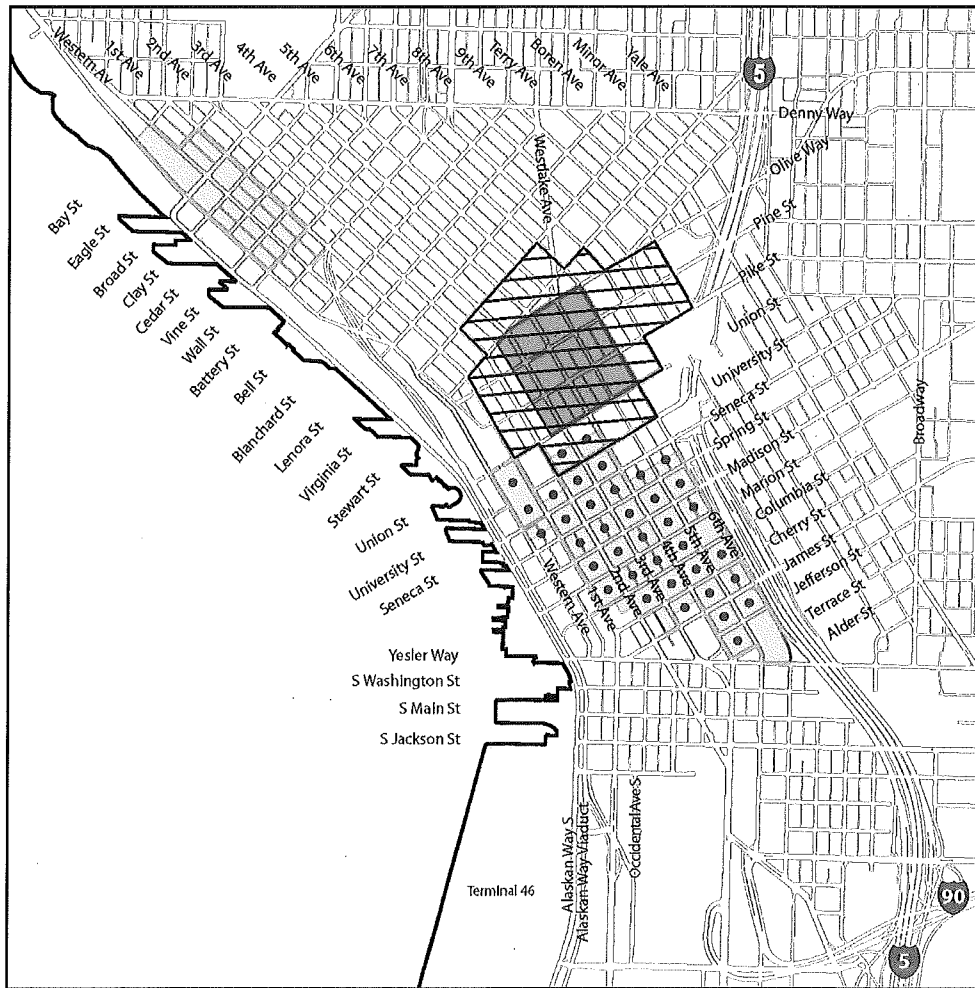 Western Av.
1st Ave
2nd Ave
3rd Ave
4th Ave
5th Ave
6th Ave
7th Ave
8th Ave
9th Ave
Terry Ave
Boren Ave
Minor Ave
Yale Ave
5
Denny Way
Olive Way
Westlake Ave
Pine St
Pike St
Union St
University St
Seneca St
Spring St
Madison St
Marion St
Columbia St
Cherry St
James St
Jefferson St
Terrace St
Alder St
Broadway
Bay St
Eagle St
Broad St
Clay St
Cedar St
Vine St
Wall St
Battery St
Bell St
Blanchard St
Lenora St
Virginia St
Stewart St
Union St
University St
Seneca St
Western Ave
1st Ave
2nd Ave
3rd Ave
4th Ave
5th Ave
6th Ave
Yesler Way
S Washington St
S Main St
S Jackson St
Terminal 46
Alaskan Way S
Alaskan Way Viaduct
Occidental Ave S
90
5